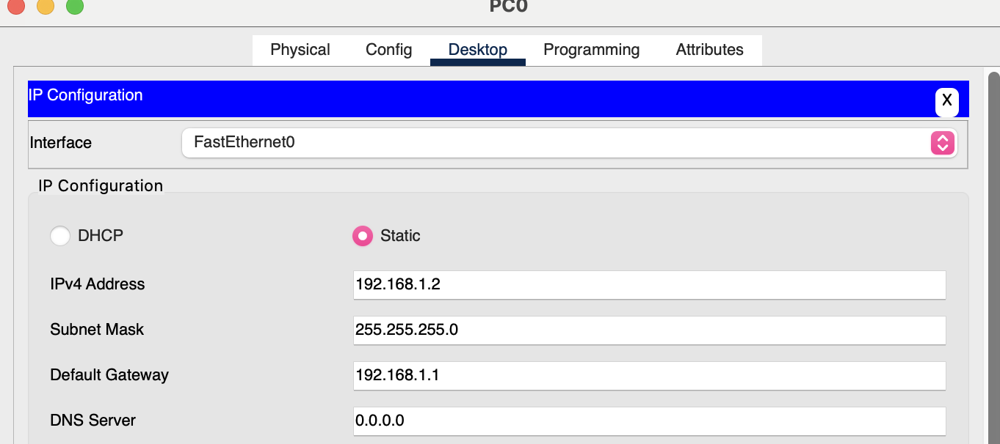 PC0
Physical Config Desktop Programming Attributes
IP Configuration X
Interface FastEthernet0
IP Configuration
DHCP Static
IPv4 Address 192.168.1.2
Subnet Mask 255.255.255.0
Default Gateway 192.168.1.1
DNS Server 0.0.0.0